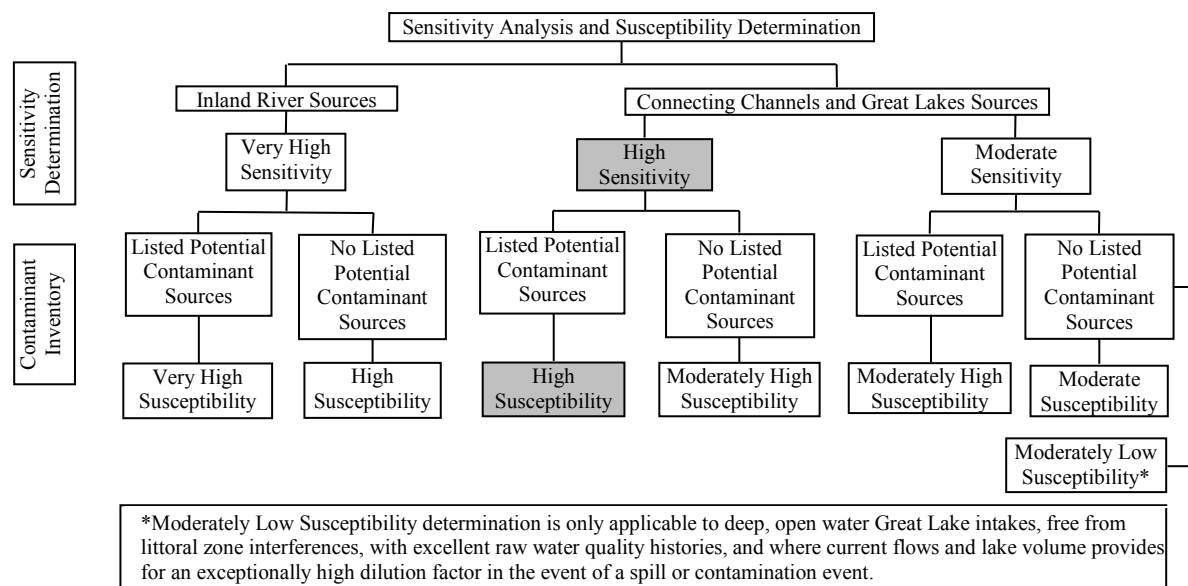 Sensitivity Analysis and Susceptibility Determination
Sensitivity
Determination
Inland River Sources
Connecting Channels and Great Lakes Sources
Very High
Sensitivity
High
Sensitivity
Moderate
Sensitivity
Contaminant
Inventory
Listed Potential
Contaminant
Sources
No Listed
Potential
Contaminant
Sources
Listed Potential
Contaminant
Sources
No Listed
Potential
Contaminant
Sources
Listed Potential
Contaminant
Sources
No Listed
Potential
Contaminant
Sources
Very High
Susceptibility
High
Susceptibility
High
Susceptibility
Moderately High
Susceptibility
Moderately High
Susceptibility
Moderate
Susceptibility
Moderately Low
Susceptibility*
*Moderately Low Susceptibility determination is only applicable to deep, open water Great Lake intakes, free from
littoral zone interferences, with excellent raw water quality histories, and where current flows and lake volume provides
for an exceptionally high dilution factor in the event of a spill or contamination event.